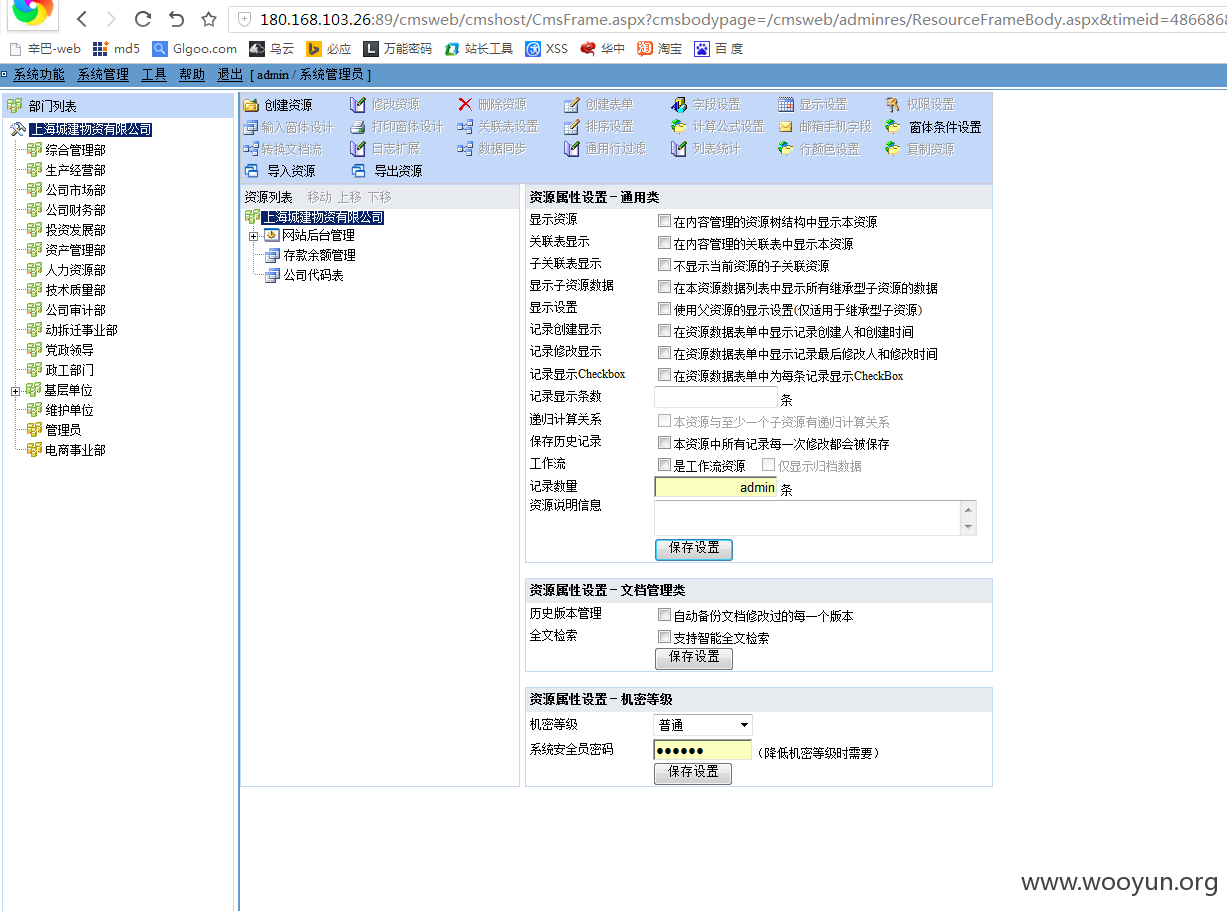 180.168.103.26:89/cmsweb/cmshost/CmsFrame.aspx?cmsbodypage=/cmsweb/adminres/ResourceFrameBody.aspx&timeid=4866868
辛巴-web md5 Glgoo.com 乌云 必应 万能密码 站长工具 XSS 华中 淘宝 百度
系统功能 系统管理 工具 帮助 退出 [ admin / 系统管理员 ]
部门列表
上海城建物资有限公司
综合管理部
生产经营部
公司市场部
公司财务部
投资发展部
资产管理部
人力资源部
技术质量部
公司审计部
动拆迁事业部
党政领导
政工部门
基层单位
维护单位
管理员
电商事业部
创建资源 修改资源 删除资源 创建表单 字段设置 显示设置 权限设置
输入窗体设计 打印窗体设计 关联表设置 排序设置 计算公式设置 邮箱手机字段 窗体条件设置
转换文档流 日志扩展 数据同步 通用行过滤 列表统计 行颜色设置 复制资源
导入资源 导出资源
资源列表 移动 上移 下移
上海城建物资有限公司
网站后台管理
存款余额管理
公司代码表
资源属性设置－通用类
显示资源 在内容管理的资源树结构中显示本资源
关联表显示 在内容管理的关联表中显示本资源
子关联表显示 不显示当前资源的子关联资源
显示子资源数据 在本资源数据列表中显示所有继承型子资源的数据
显示设置 使用父资源的显示设置(仅适用于继承型子资源)
记录创建显示 在资源数据表单中显示记录创建人和创建时间
记录修改显示 在资源数据表单中显示记录最后修改人和修改时间
记录显示Checkbox 在资源数据表单中为每条记录显示CheckBox
记录显示条数 条
递归计算关系 本资源与至少一个子资源有递归计算关系
保存历史记录 本资源中所有记录每一次修改都会被保存
工作流 是工作流资源 仅显示归档数据
记录数量 admin 条
资源说明信息
保存设置
资源属性设置－文档管理类
历史版本管理 自动备份文档修改过的每一个版本
全文检索 支持智能全文检索
保存设置
资源属性设置－机密等级
机密等级 普通
系统安全员密码 ●●●●●● （降低机密等级时需要）
保存设置
www.wooyun.org